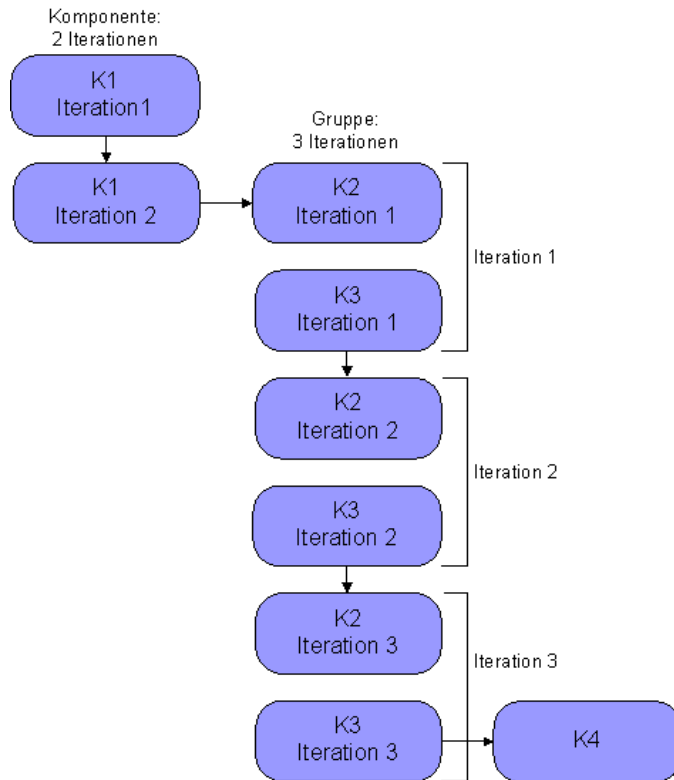 Komponente:
2 Iterationen
K1
Iteration1
Gruppe:
3 Iterationen
K1
Iteration 2
K2
Iteration 1
Iteration 1
K3
Iteration 1
K2
Iteration 2
Iteration 2
K3
Iteration 2
K2
Iteration 3
Iteration 3
K3
Iteration 3
K4